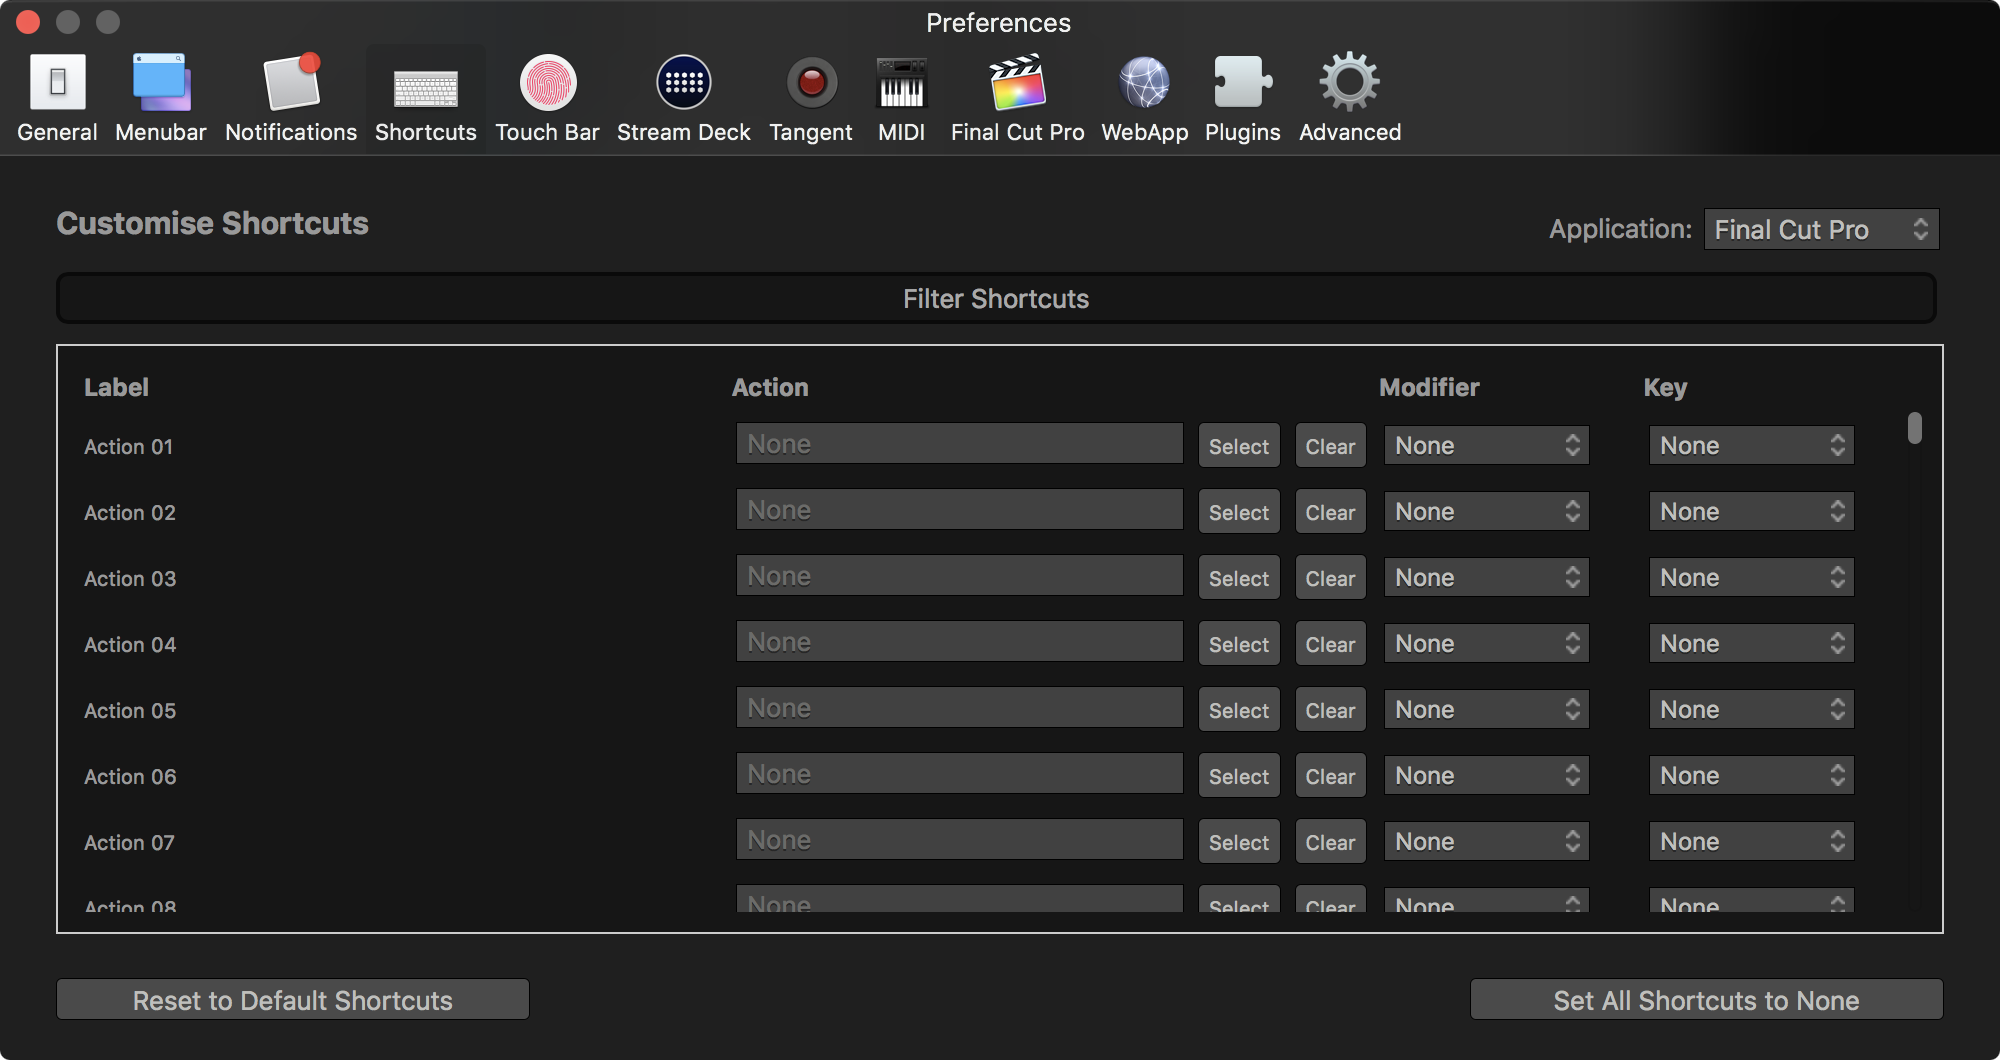 Preferences
General Menubar Notifications Shortcuts Touch Bar Stream Deck Tangent MIDI Final Cut Pro WebApp Plugins Advanced
Customise Shortcuts
Application: Final Cut Pro
Filter Shortcuts
Label Action Modifier Key
Action 01 None Select Clear None None
Action 02 None Select Clear None None
Action 03 None Select Clear None None
Action 04 None Select Clear None None
Action 05 None Select Clear None None
Action 06 None Select Clear None None
Action 07 None Select Clear None None
Action 08 None Select Clear None None
Reset to Default Shortcuts Set All Shortcuts to None